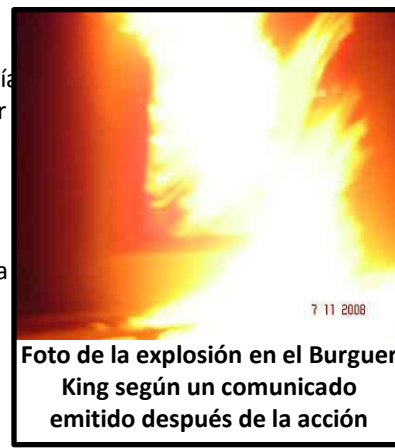 ía
r
a
7 11 2008
Foto de la explosión en el Burguer
King según un comunicado
emitido después de la acción